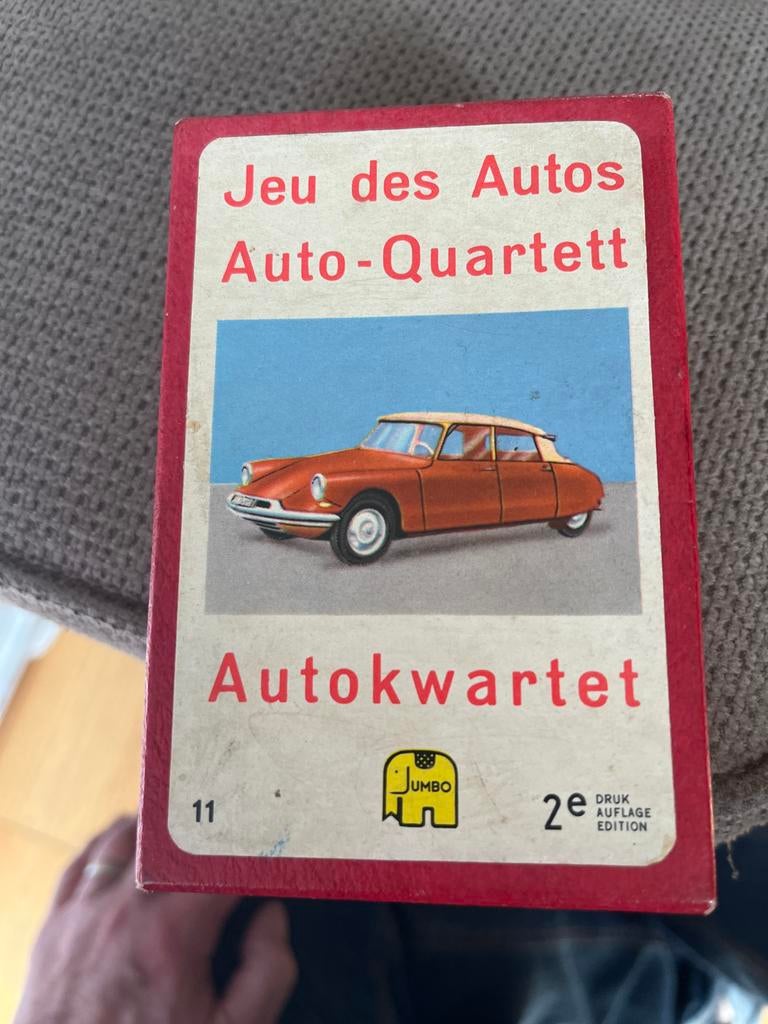 Jeu des Autos
Auto-Quartett
Autokwartet
JUMBO
11
2e DRUK
AUFLAGE
EDITION